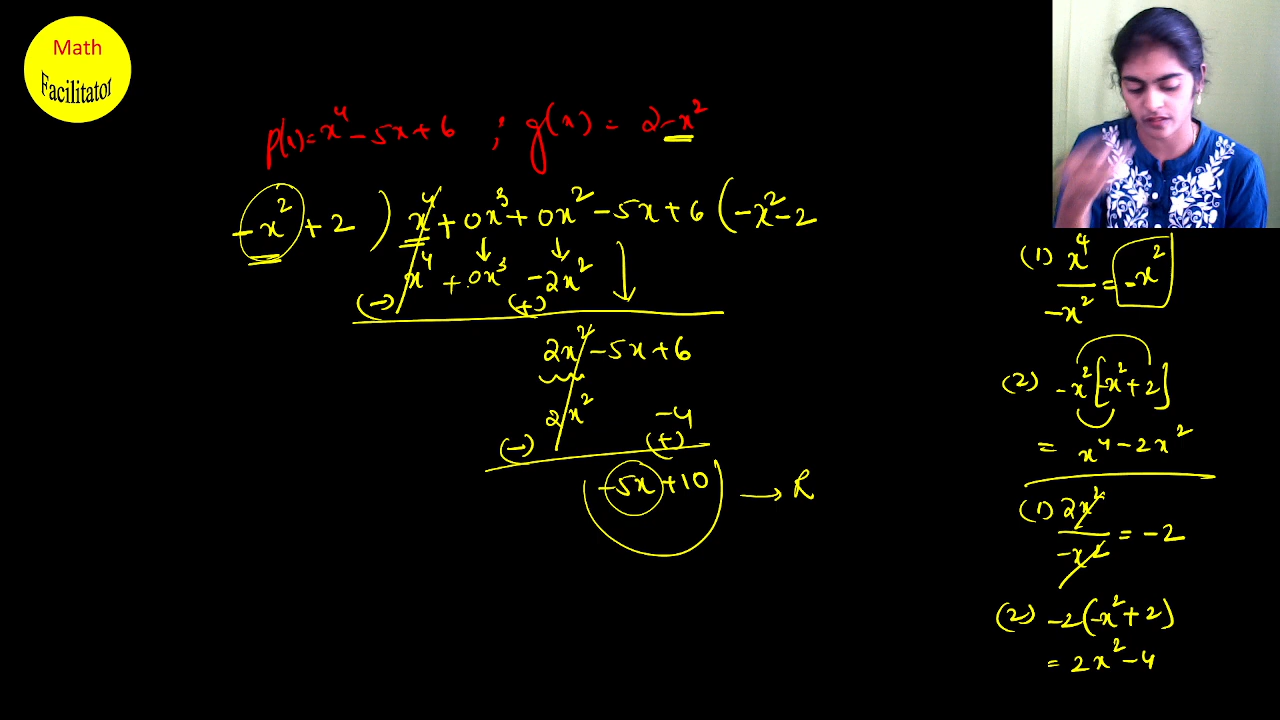 Math
Facilitator
p(x) = x⁴ - 5x + 6 ; g(x) = 2 - x²
-x² + 2 ) x⁴ + 0x³ + 0x² - 5x + 6 ( -x² - 2
x⁴ + 0x³ - 2x²
(-) (+)
2x² - 5x + 6
2x² - 4
(-) (+)
-5x + 10 → R
(1) x⁴ / -x² = -x²
(2) -x² [-x² + 2]
= x⁴ - 2x²
(1) 2x² / -x² = -2
(2) -2(-x² + 2)
= 2x² - 4